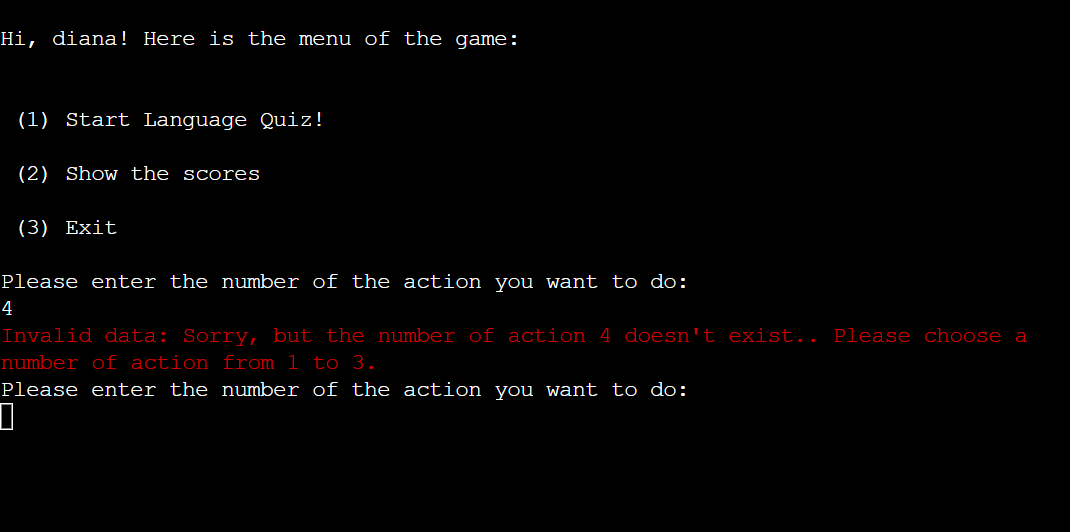 Hi, diana! Here is the menu of the game:
(1) Start Language Quiz!
(2) Show the scores
(3) Exit
Please enter the number of the action you want to do:
4
Invalid data: Sorry, but the number of action 4 doesn't exist.. Please choose a
number of action from 1 to 3.
Please enter the number of the action you want to do: